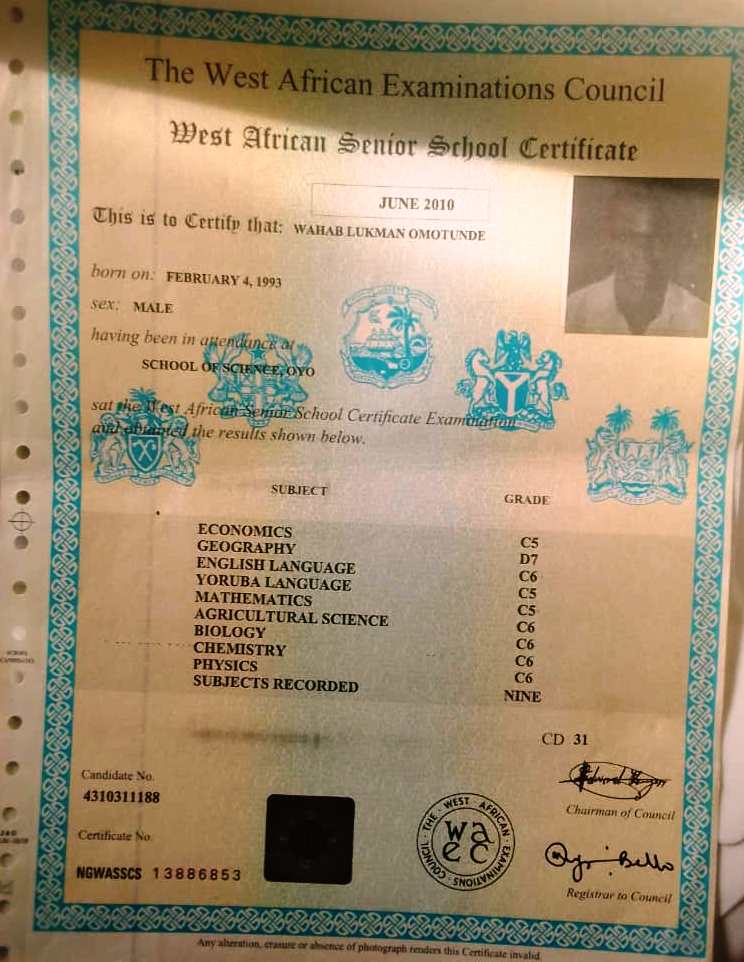 The West African Examinations Council
West African Senior School Certificate
JUNE 2010
This is to Certify that: WAHAB LUKMAN OMOTUNDE
born on: FEBRUARY 4, 1993
sex: MALE
having been in attendance at
SCHOOL OF SCIENCE, OYO
sat the West African Senior School Certificate Examination
and obtained the results shown below.
SUBJECT GRADE
ECONOMICS C5
GEOGRAPHY D7
ENGLISH LANGUAGE C6
YORUBA LANGUAGE C5
MATHEMATICS C5
AGRICULTURAL SCIENCE C6
BIOLOGY C6
CHEMISTRY C6
PHYSICS C6
SUBJECTS RECORDED NINE
CD 31
Candidate No.
4310311188
Chairman of Council
Certificate No.
NGWASSCS 13886853
THE WEST AFRICAN EXAMINATIONS COUNCIL
waec
Registrar to Council
Any alteration, erasure or absence of photograph renders this Certificate invalid.